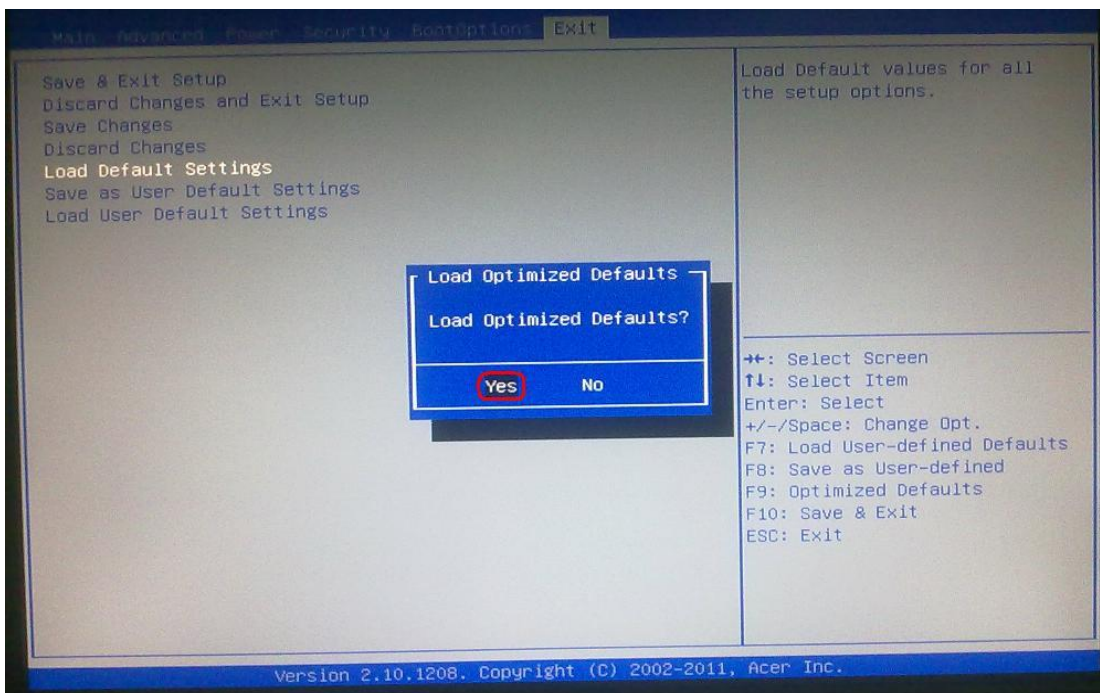 Main Advanced Power Security BootOptions Exit
Save & Exit Setup
Discard Changes and Exit Setup
Save Changes
Discard Changes
Load Default Settings
Save as User Default Settings
Load User Default Settings
Load Default values for all
the setup options.
Load Optimized Defaults
Load Optimized Defaults?
Yes No
→←: Select Screen
↑↓: Select Item
Enter: Select
+/-/Space: Change Opt.
F7: Load User-defined Defaults
F8: Save as User-defined
F9: Optimized Defaults
F10: Save & Exit
ESC: Exit
Version 2.10.1208. Copyright (C) 2002-2011, Acer Inc.